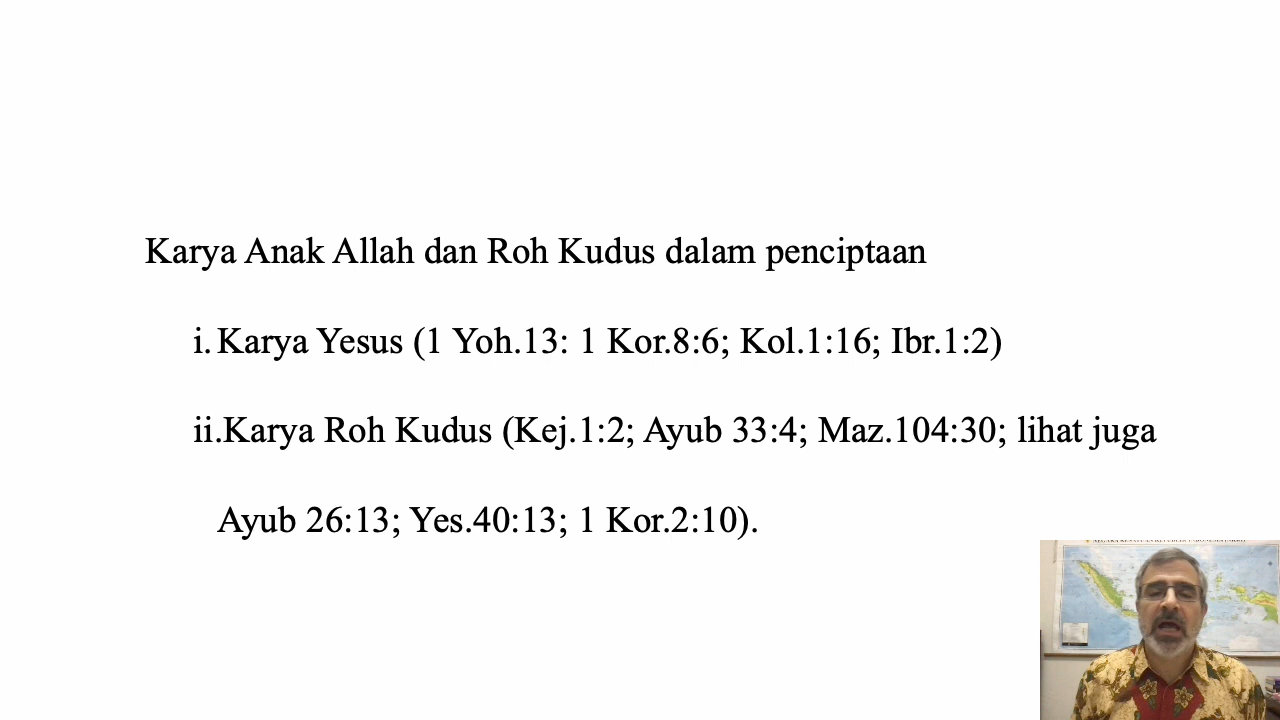 Karya Anak Allah dan Roh Kudus dalam penciptaan
i. Karya Yesus (1 Yoh.13: 1 Kor.8:6; Kol.1:16; Ibr.1:2)
ii.Karya Roh Kudus (Kej.1:2; Ayub 33:4; Maz.104:30; lihat juga
Ayub 26:13; Yes.40:13; 1 Kor.2:10).